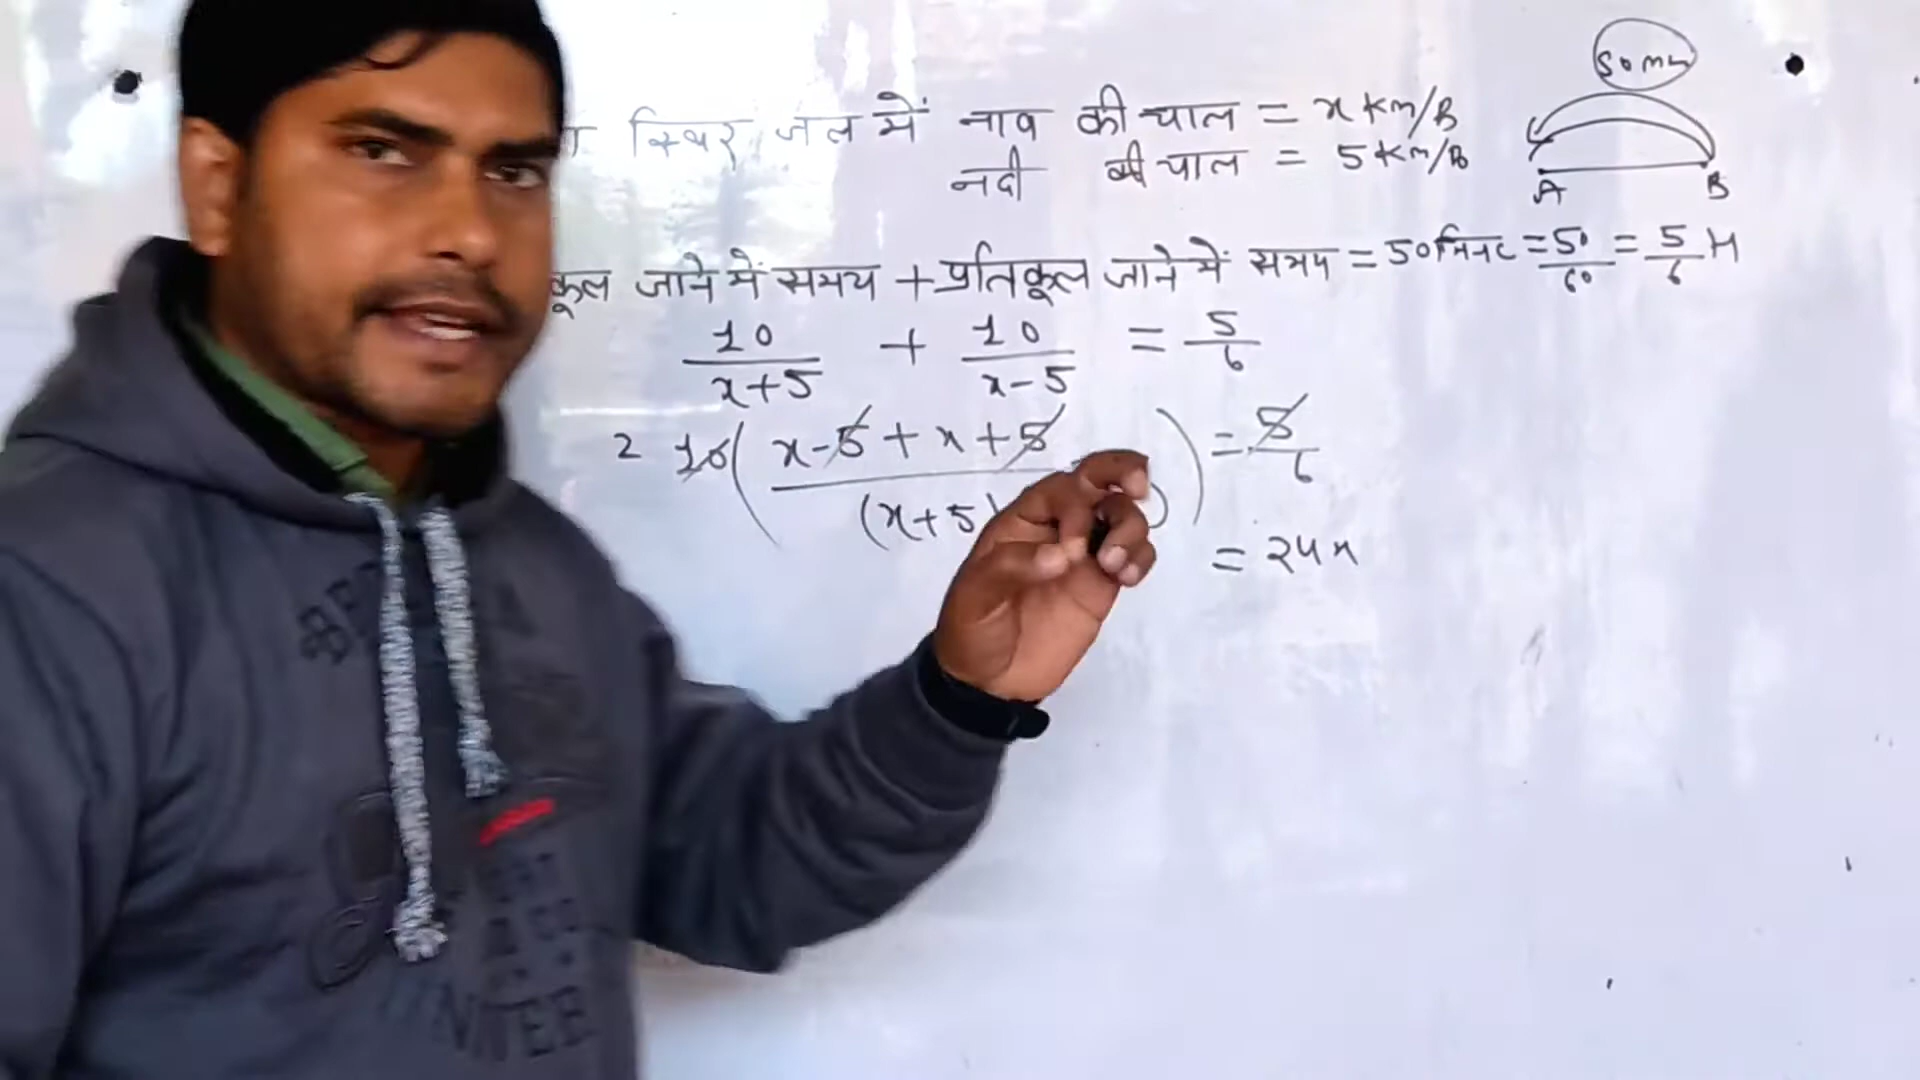 स्थिर जल में नाव की चाल = x Km/h
नदी की चाल = 5 Km/h
50 mn
A B
कूल जाने में समय + प्रतिकूल जाने में समय = 50 मिनट = 50/60 = 5/6 H
10/x+5 + 10/x-5 = 5/6
2 10( x-5+x+5 / (x+5) ) = 5/6
= 24x